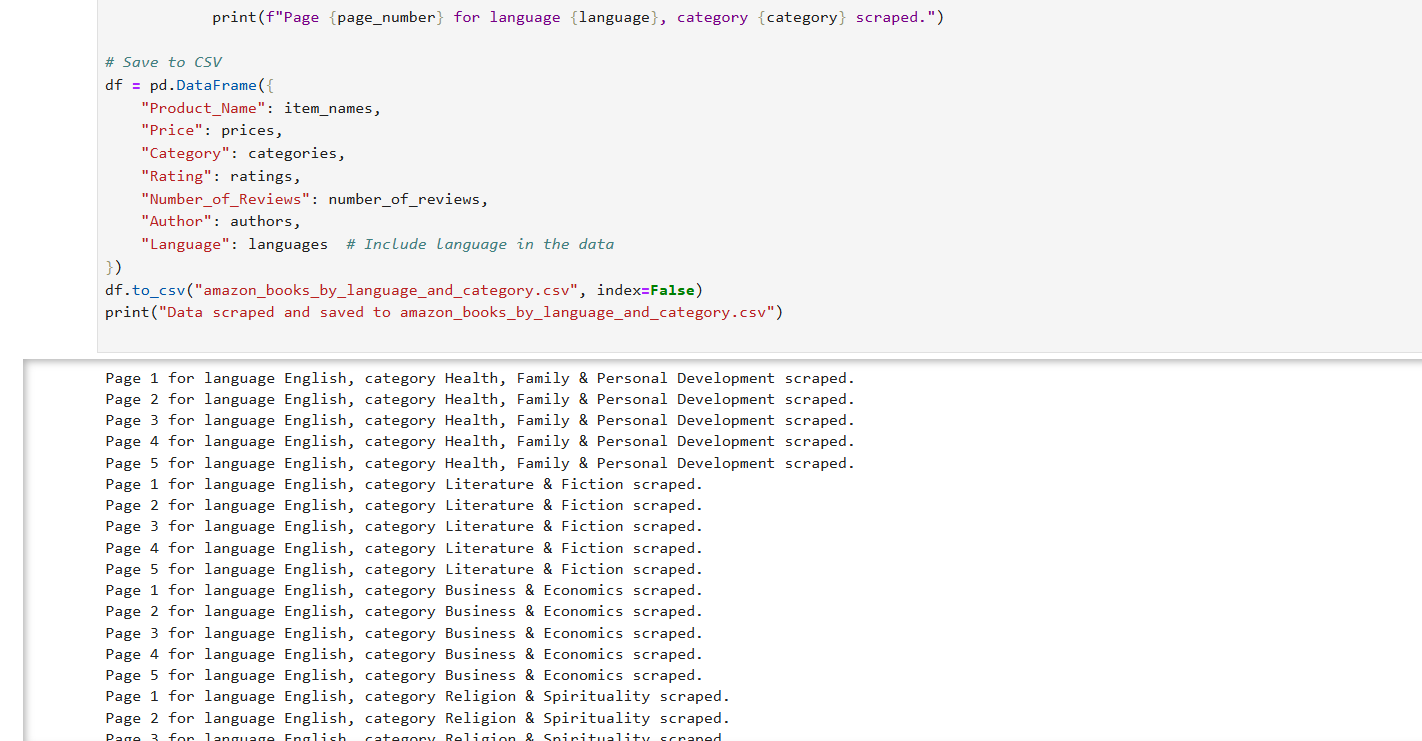 print(f"Page {page_number} for language {language}, category {category} scraped.")
# Save to CSV
df = pd.DataFrame({
"Product_Name": item_names,
"Price": prices,
"Category": categories,
"Rating": ratings,
"Number_of_Reviews": number_of_reviews,
"Author": authors,
"Language": languages  # Include language in the data
})
df.to_csv("amazon_books_by_language_and_category.csv", index=False)
print("Data scraped and saved to amazon_books_by_language_and_category.csv")
Page 1 for language English, category Health, Family & Personal Development scraped.
Page 2 for language English, category Health, Family & Personal Development scraped.
Page 3 for language English, category Health, Family & Personal Development scraped.
Page 4 for language English, category Health, Family & Personal Development scraped.
Page 5 for language English, category Health, Family & Personal Development scraped.
Page 1 for language English, category Literature & Fiction scraped.
Page 2 for language English, category Literature & Fiction scraped.
Page 3 for language English, category Literature & Fiction scraped.
Page 4 for language English, category Literature & Fiction scraped.
Page 5 for language English, category Literature & Fiction scraped.
Page 1 for language English, category Business & Economics scraped.
Page 2 for language English, category Business & Economics scraped.
Page 3 for language English, category Business & Economics scraped.
Page 4 for language English, category Business & Economics scraped.
Page 5 for language English, category Business & Economics scraped.
Page 1 for language English, category Religion & Spirituality scraped.
Page 2 for language English, category Religion & Spirituality scraped.
Page 3 for language English, category Religion & Spirituality scraped.